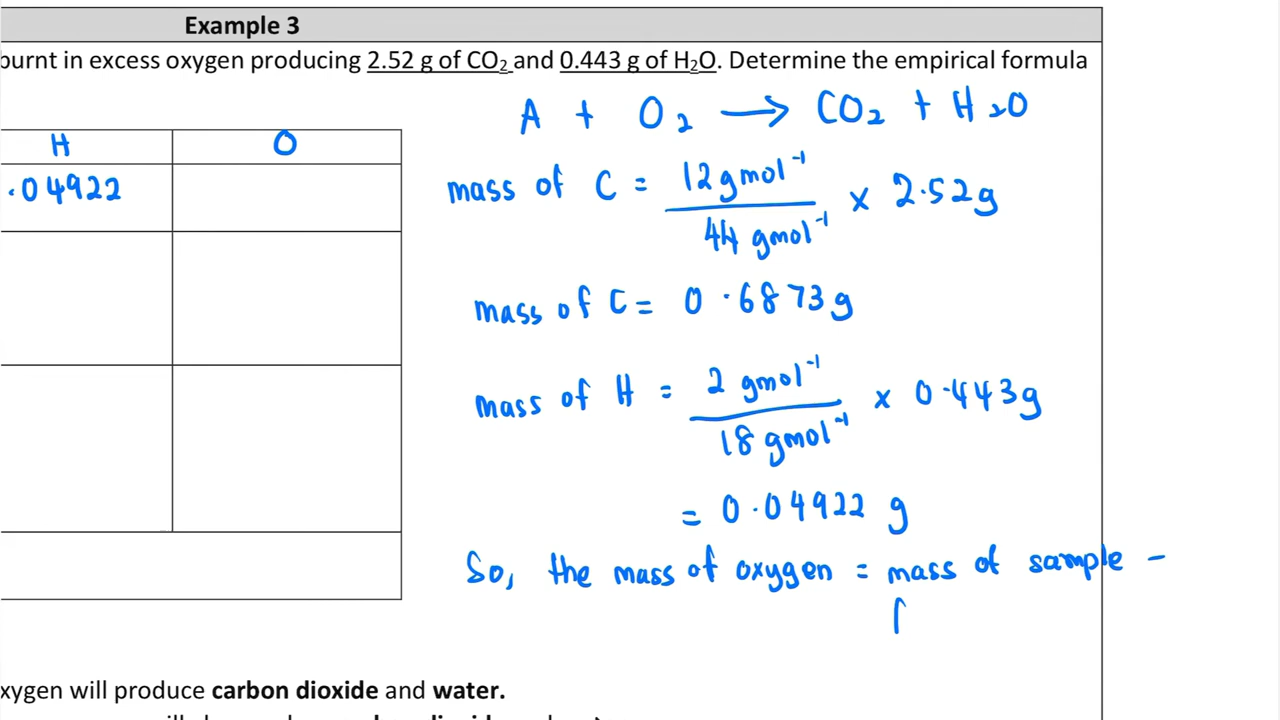 Example 3
burnt in excess oxygen producing 2.52 g of CO₂ and 0.443 g of H₂O. Determine the empirical formula
A + O₂ → CO₂ + H₂O
H O
.04922
mass of C = 12 gmol⁻¹ / 44 gmol⁻¹ × 2.52g
mass of C = 0.6873g
mass of H = 2 gmol⁻¹ / 18 gmol⁻¹ × 0.443g
= 0.04922 g
So, the mass of oxygen = mass of sample -
[
xygen will produce carbon dioxide and water.